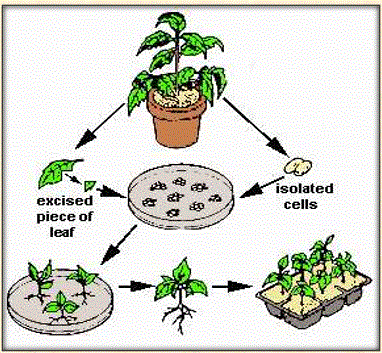 excised
piece of
leaf
isolated
cells